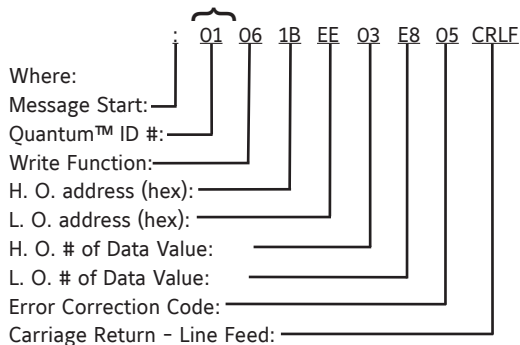 : 01 06 1B EE 03 E8 05 CRLF
Where:
Message Start:
Quantum™ ID #:
Write Function:
H. O. address (hex):
L. O. address (hex):
H. O. # of Data Value:
L. O. # of Data Value:
Error Correction Code:
Carriage Return - Line Feed: